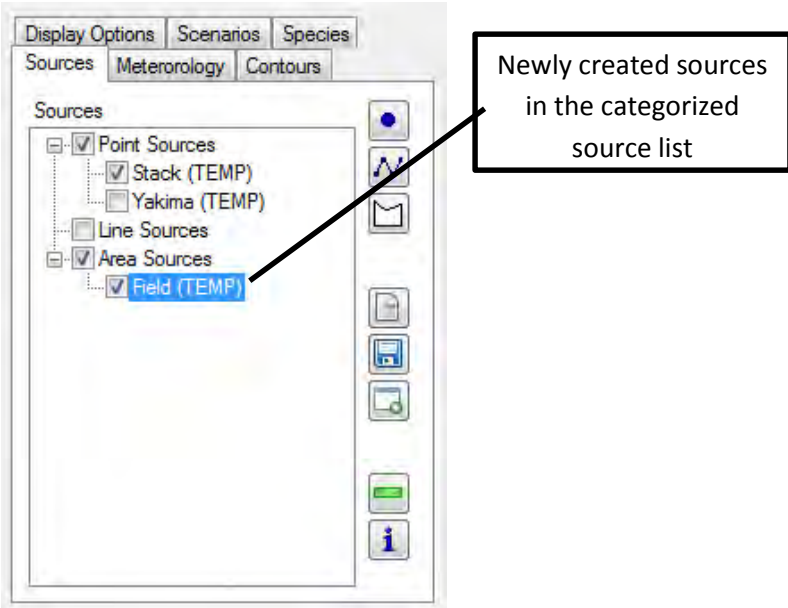 Display Options Scenarios Species
Sources Meterorology Contours
Sources
Point Sources
Stack (TEMP)
Yakima (TEMP)
Line Sources
Area Sources
Field (TEMP)
i
Newly created sources
in the categorized
source list